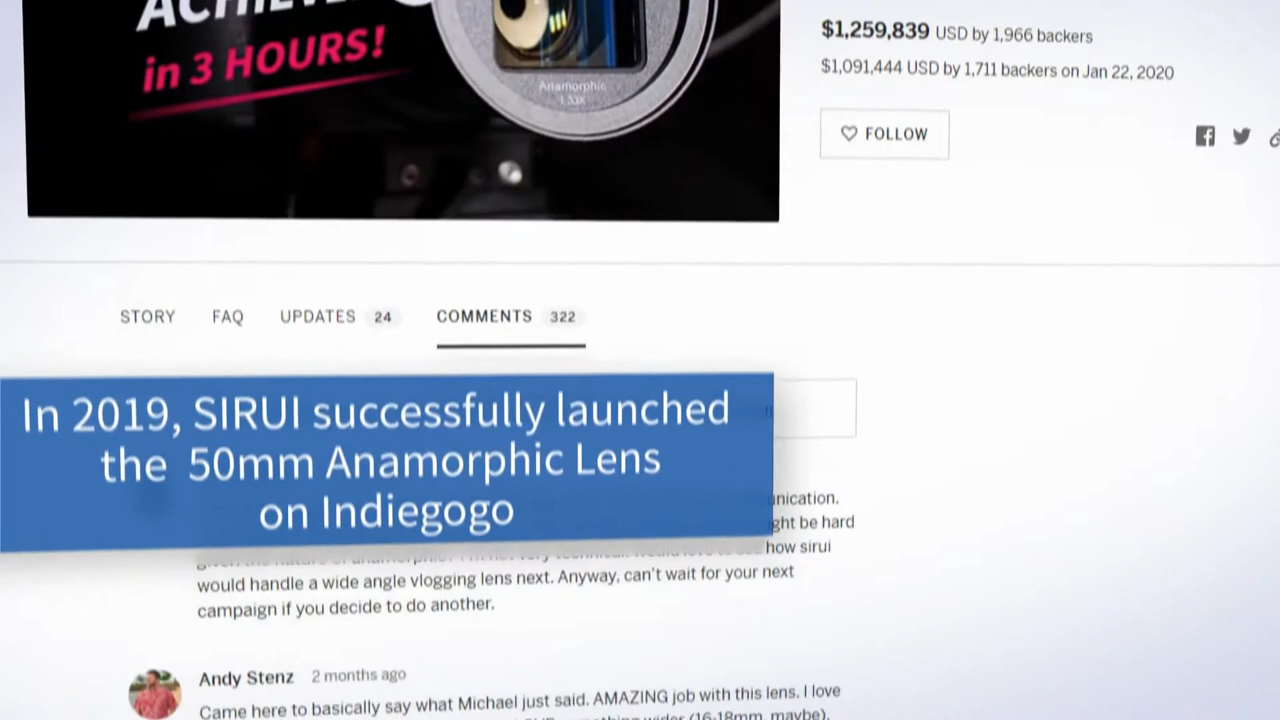 in 3 HOURS!
Anamorphic
1.33X
$1,259,839 USD by 1,966 backers
$1,091,444 USD by 1,711 backers on Jan 22, 2020
FOLLOW
STORY FAQ UPDATES 24 COMMENTS 322
In 2019, SIRUI successfully launched
the 50mm Anamorphic Lens
on Indiegogo
ght be hard
how sirui
would handle a wide angle vlogging lens next. Anyway, can't wait for your next
campaign if you decide to do another.
Andy Stenz 2 months ago
Came here to basically say what Michael just said. AMAZING job with this lens. I love
wider (16-18mm, maybe).